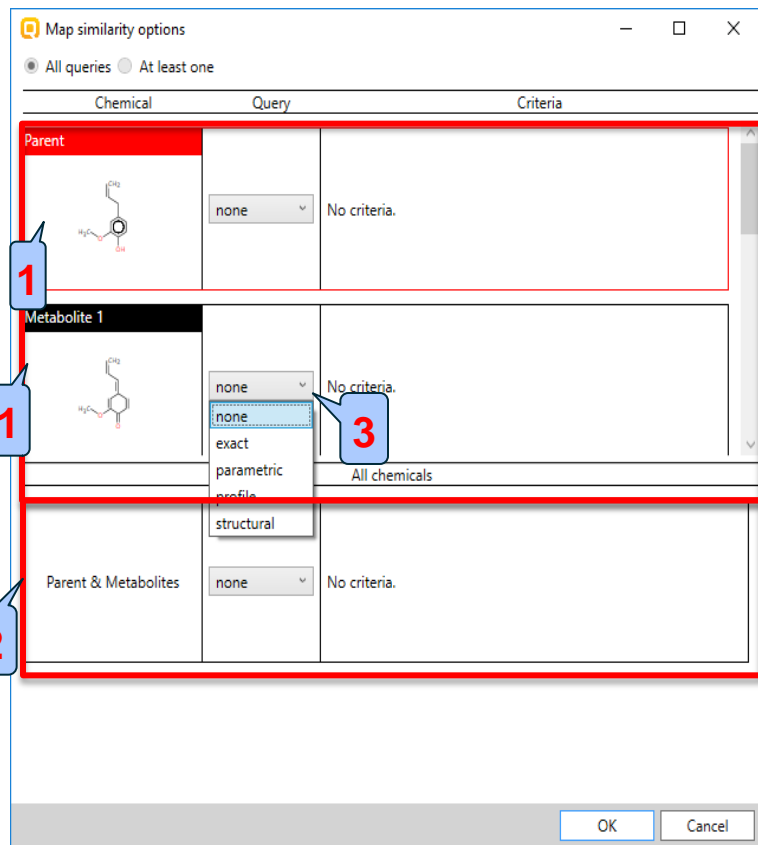 Map similarity options
All queries At least one
Chemical Query Criteria
Parent
CH2
H3C O
OH
none No criteria.
1
Metabolite 1
CH2
H3C O
O
none No criteria.
1
3
none
exact
parametric
profile
structural
All chemicals
Parent & Metabolites none No criteria.
2
OK Cancel